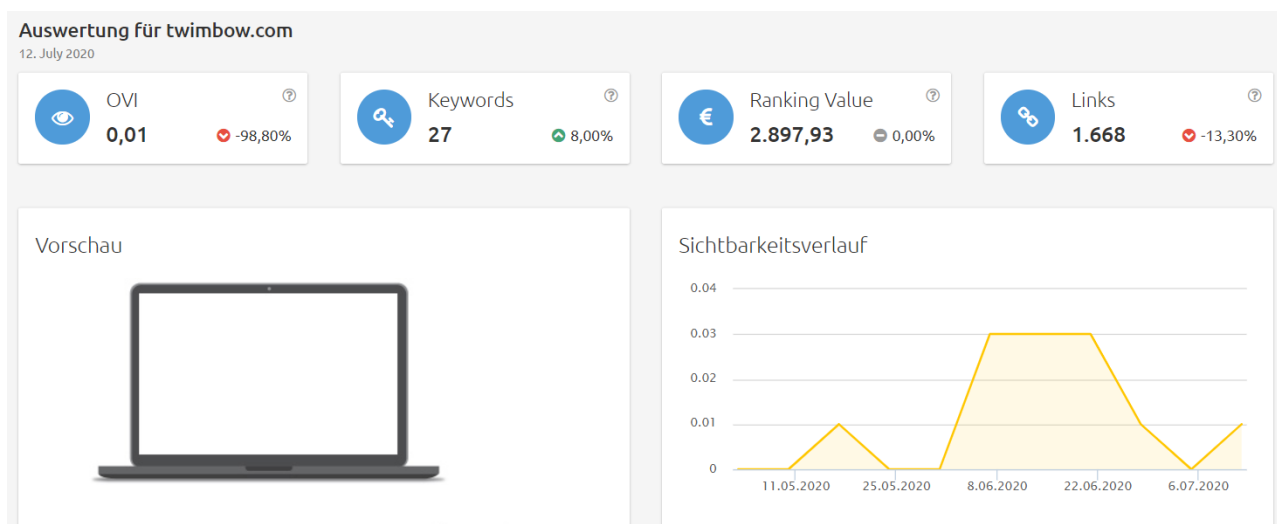 Auswertung für twimbow.com
12. July 2020
OVI
0,01
-98,80%
Keywords
27
8,00%
Ranking Value
€
2.897,93
0,00%
Links
1.668
-13,30%
Vorschau
Sichtbarkeitsverlauf
0.04
0.03
0.02
0.01
0
11.05.2020 25.05.2020 8.06.2020 22.06.2020 6.07.2020